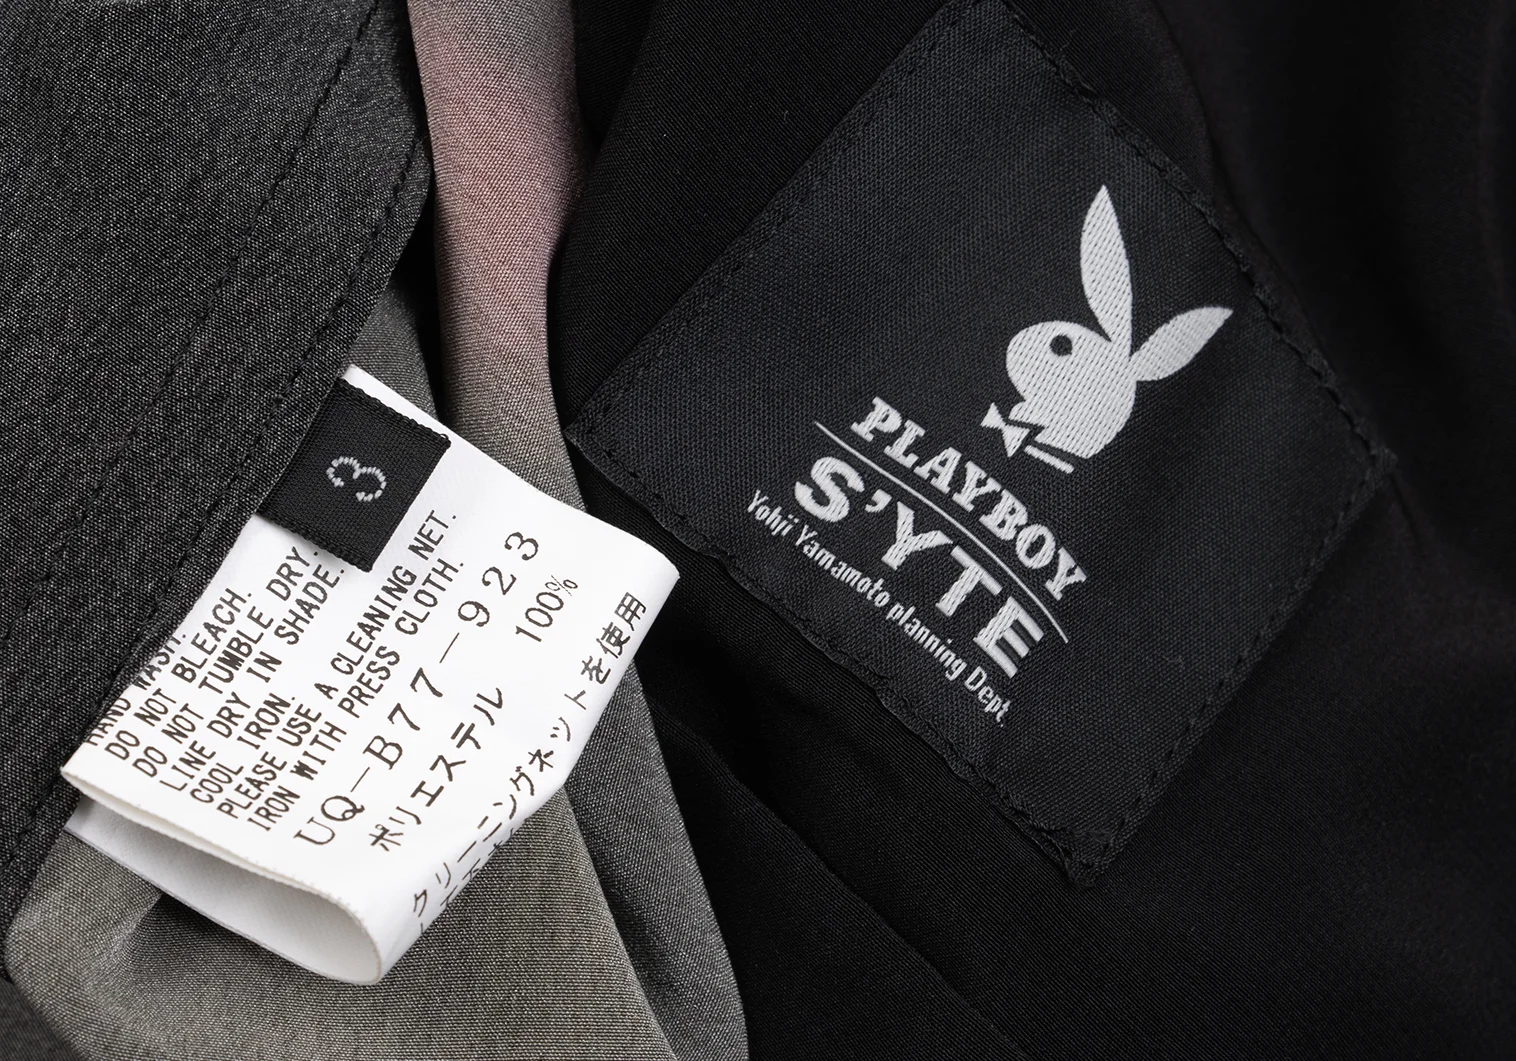 3
HAND WASH.
DO NOT BLEACH.
DO NOT TUMBLE DRY.
LINE DRY IN SHADE.
COOL IRON.
PLEASE USE A CLEANING NET.
IRON WITH PRESS CLOTH.
UQ-B77-923
ポリエステル 100%
クリーニングネットを使用
PLAYBOY
S'YTE
Yohji Yamamoto planning Dept